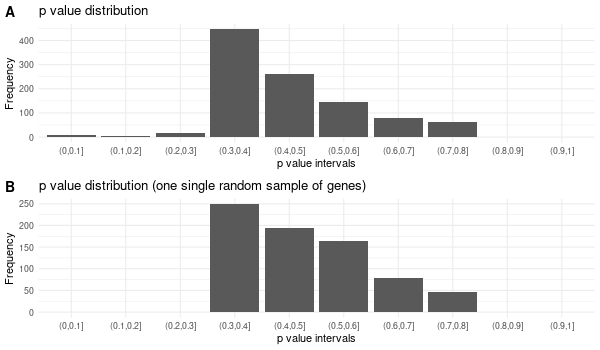 A p value distribution
Frequency
400
300
200
100
0
(0,0.1] (0.1,0.2] (0.2,0.3] (0.3,0.4] (0.4,0.5] (0.5,0.6] (0.6,0.7] (0.7,0.8] (0.8,0.9] (0.9,1]
p value intervals
B p value distribution (one single random sample of genes)
Frequency
250
200
150
100
50
0
(0,0.1] (0.1,0.2] (0.2,0.3] (0.3,0.4] (0.4,0.5] (0.5,0.6] (0.6,0.7] (0.7,0.8] (0.8,0.9] (0.9,1]
p value intervals